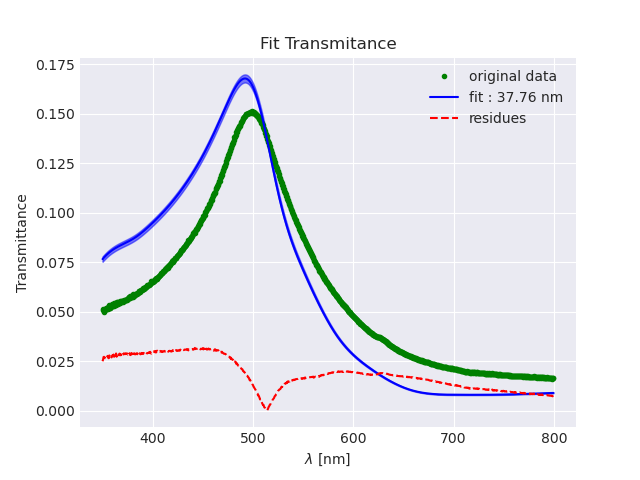 Fit Transmitance
0.175
0.150
0.125
0.100
0.075
0.050
0.025
0.000
Transmittance
original data
fit : 37.76 nm
residues
400 500 600 700 800
λ [nm]